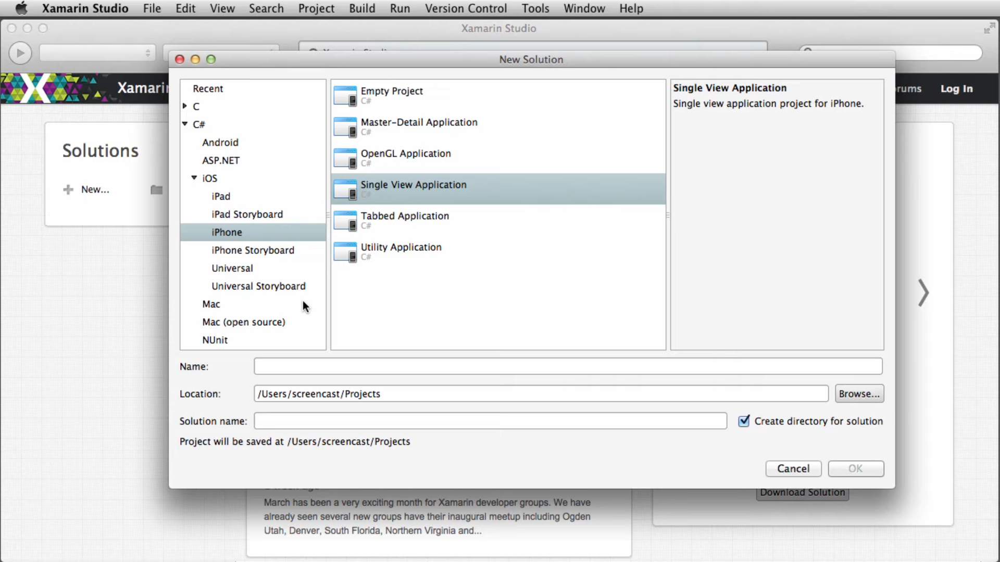 Xamarin Studio File Edit View Search Project Build Run Version Control Tools Window Help
Xamarin Studio
New Solution
Log In
Solutions
New...
Recent
C
C#
Android
ASP.NET
iOS
iPad
iPad Storyboard
iPhone
iPhone Storyboard
Universal
Universal Storyboard
Mac
Mac (open source)
NUnit
Empty Project
C#
Master-Detail Application
C#
OpenGL Application
C#
Single View Application
C#
Tabbed Application
C#
Utility Application
C#
Single View Application
Single view application project for iPhone.
Name:
Location: /Users/screencast/Projects Browse...
Solution name: Create directory for solution
Project will be saved at /Users/screencast/Projects
Cancel OK
Download Solution
March has been a very exciting month for Xamarin developer groups. We have
already seen several new groups have their inaugural meetup including Ogden
Utah, Denver, South Florida, Northern Virginia and...